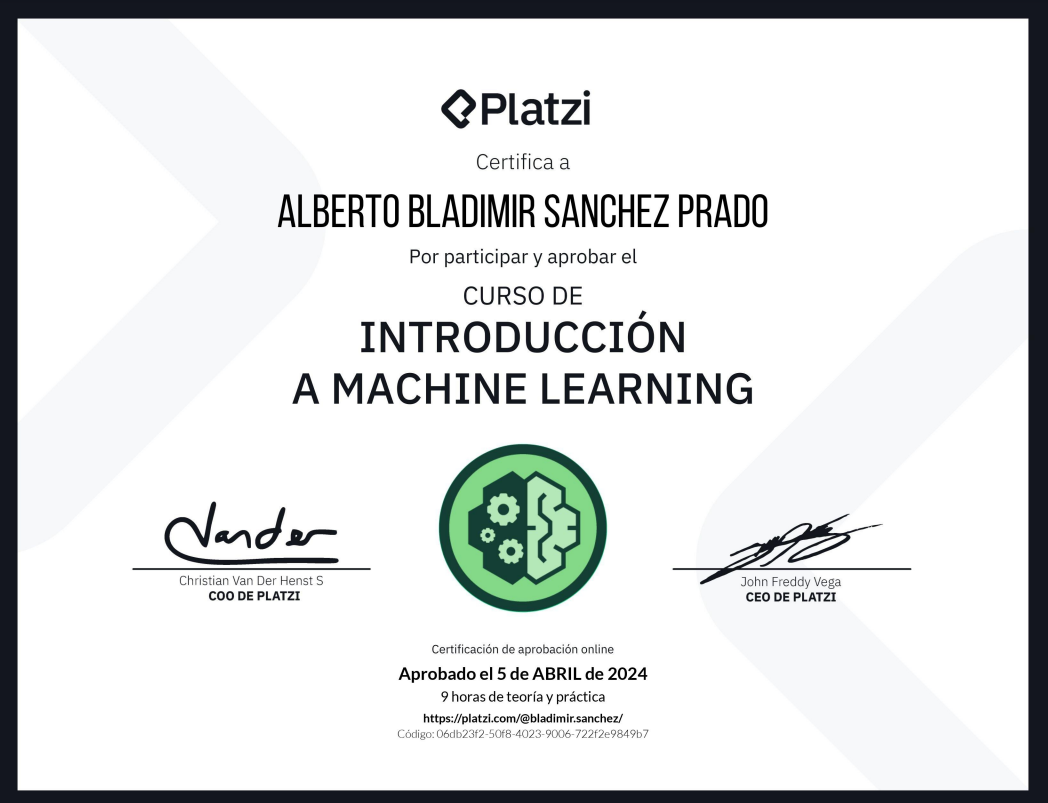 Platzi
Certifica a
ALBERTO BLADIMIR SANCHEZ PRADO
Por participar y aprobar el
CURSO DE
INTRODUCCIÓN
A MACHINE LEARNING
Vander
Christian Van Der Henst S
COO DE PLATZI
John Freddy Vega
CEO DE PLATZI
Certificación de aprobación online
Aprobado el 5 de ABRIL de 2024
9 horas de teoría y práctica
https://platzi.com/@bladimir.sanchez/
Código: 06db23f2-50f8-4023-9006-722f2e9849b7